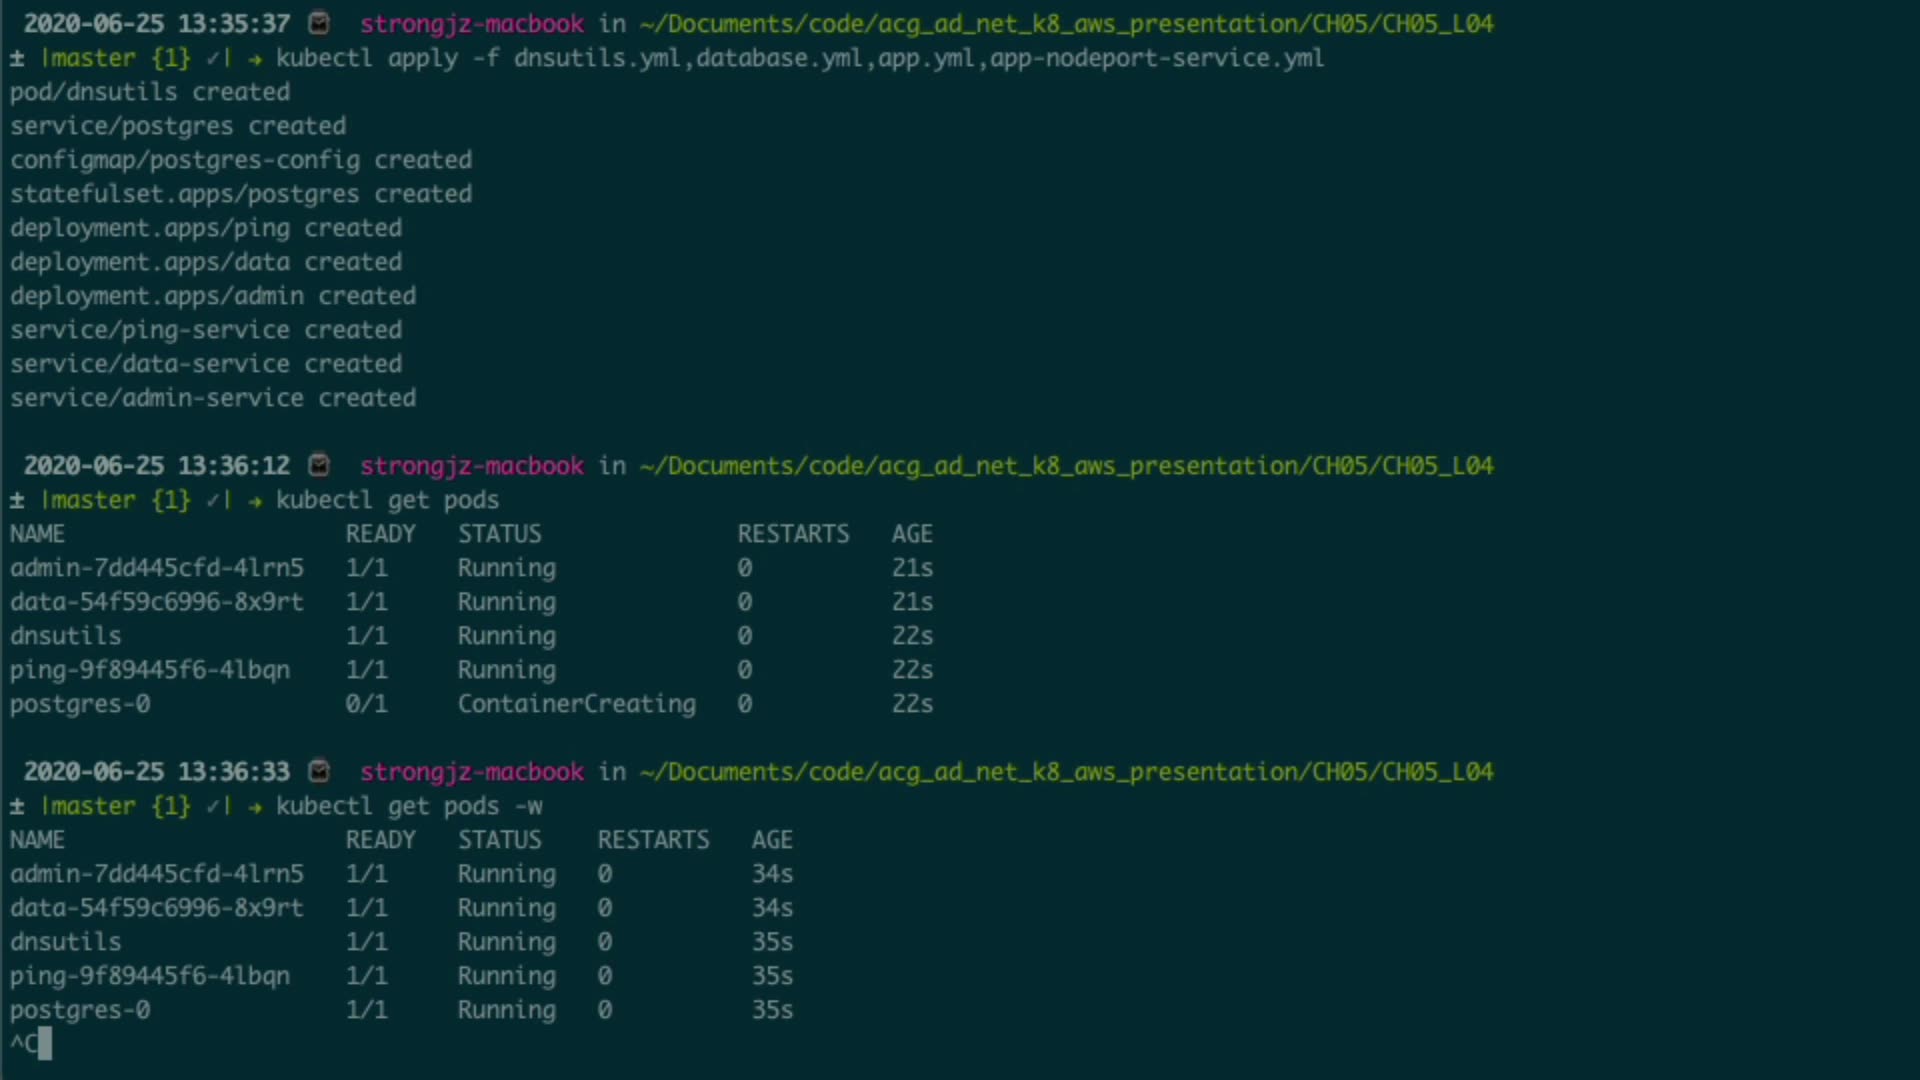 2020-06-25 13:35:37 strongjz-macbook in ~/Documents/code/acg_ad_net_k8_aws_presentation/CH05/CH05_L04
± |master {1} ✓| → kubectl apply -f dnsutils.yml,database.yml,app.yml,app-nodeport-service.yml
pod/dnsutils created
service/postgres created
configmap/postgres-config created
statefulset.apps/postgres created
deployment.apps/ping created
deployment.apps/data created
deployment.apps/admin created
service/ping-service created
service/data-service created
service/admin-service created
2020-06-25 13:36:12 strongjz-macbook in ~/Documents/code/acg_ad_net_k8_aws_presentation/CH05/CH05_L04
± |master {1} ✓| → kubectl get pods
NAME READY STATUS RESTARTS AGE
admin-7dd445cfd-4lrn5 1/1 Running 0 21s
data-54f59c6996-8x9rt 1/1 Running 0 21s
dnsutils 1/1 Running 0 22s
ping-9f89445f6-4lbqn 1/1 Running 0 22s
postgres-0 0/1 ContainerCreating 0 22s
2020-06-25 13:36:33 strongjz-macbook in ~/Documents/code/acg_ad_net_k8_aws_presentation/CH05/CH05_L04
± |master {1} ✓| → kubectl get pods -w
NAME READY STATUS RESTARTS AGE
admin-7dd445cfd-4lrn5 1/1 Running 0 34s
data-54f59c6996-8x9rt 1/1 Running 0 34s
dnsutils 1/1 Running 0 35s
ping-9f89445f6-4lbqn 1/1 Running 0 35s
postgres-0 1/1 Running 0 35s
^C